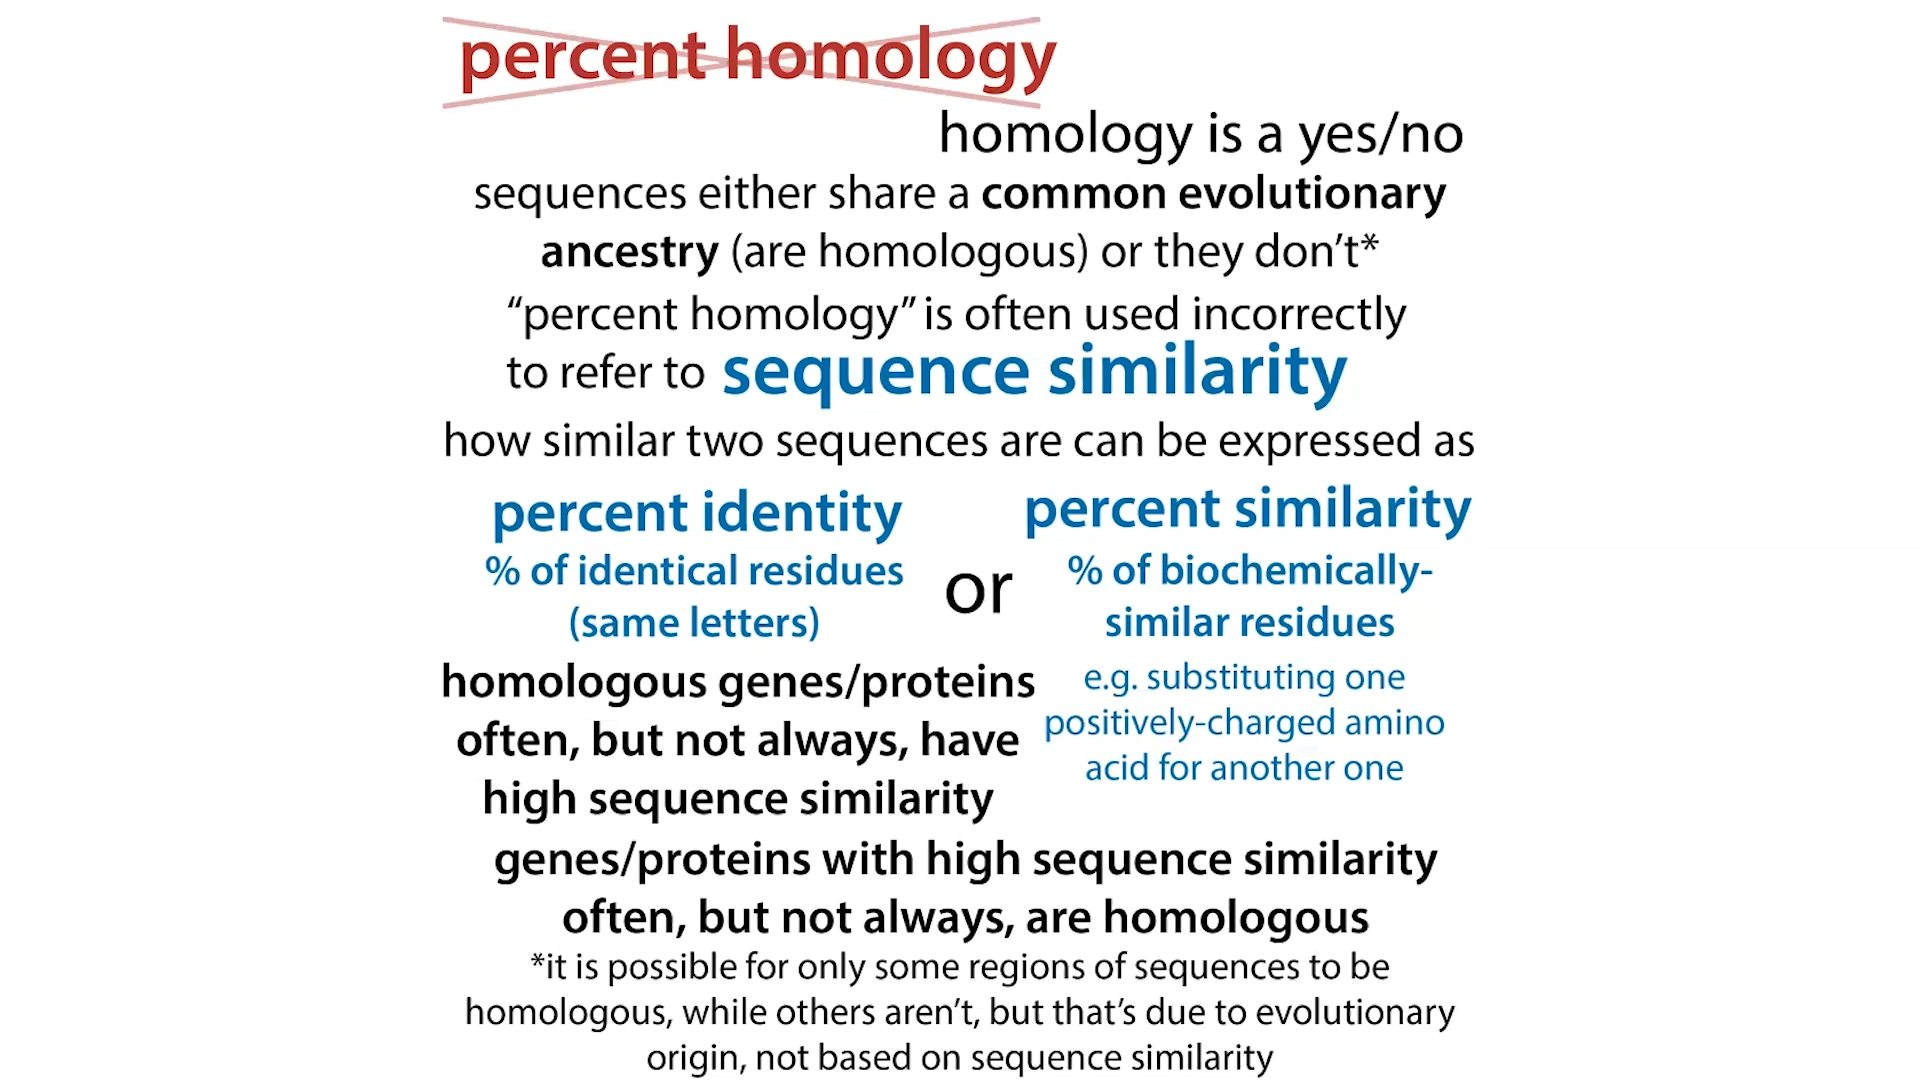 percent homology
homology is a yes/no
sequences either share a common evolutionary
ancestry (are homologous) or they don’t*
“percent homology” is often used incorrectly
to refer to sequence similarity
how similar two sequences are can be expressed as
percent identity
% of identical residues
(same letters)
or
percent similarity
% of biochemically-
similar residues
e.g. substituting one
positively-charged amino
acid for another one
homologous genes/proteins
often, but not always, have
high sequence similarity
genes/proteins with high sequence similarity
often, but not always, are homologous
*it is possible for only some regions of sequences to be
homologous, while others aren’t, but that’s due to evolutionary
origin, not based on sequence similarity